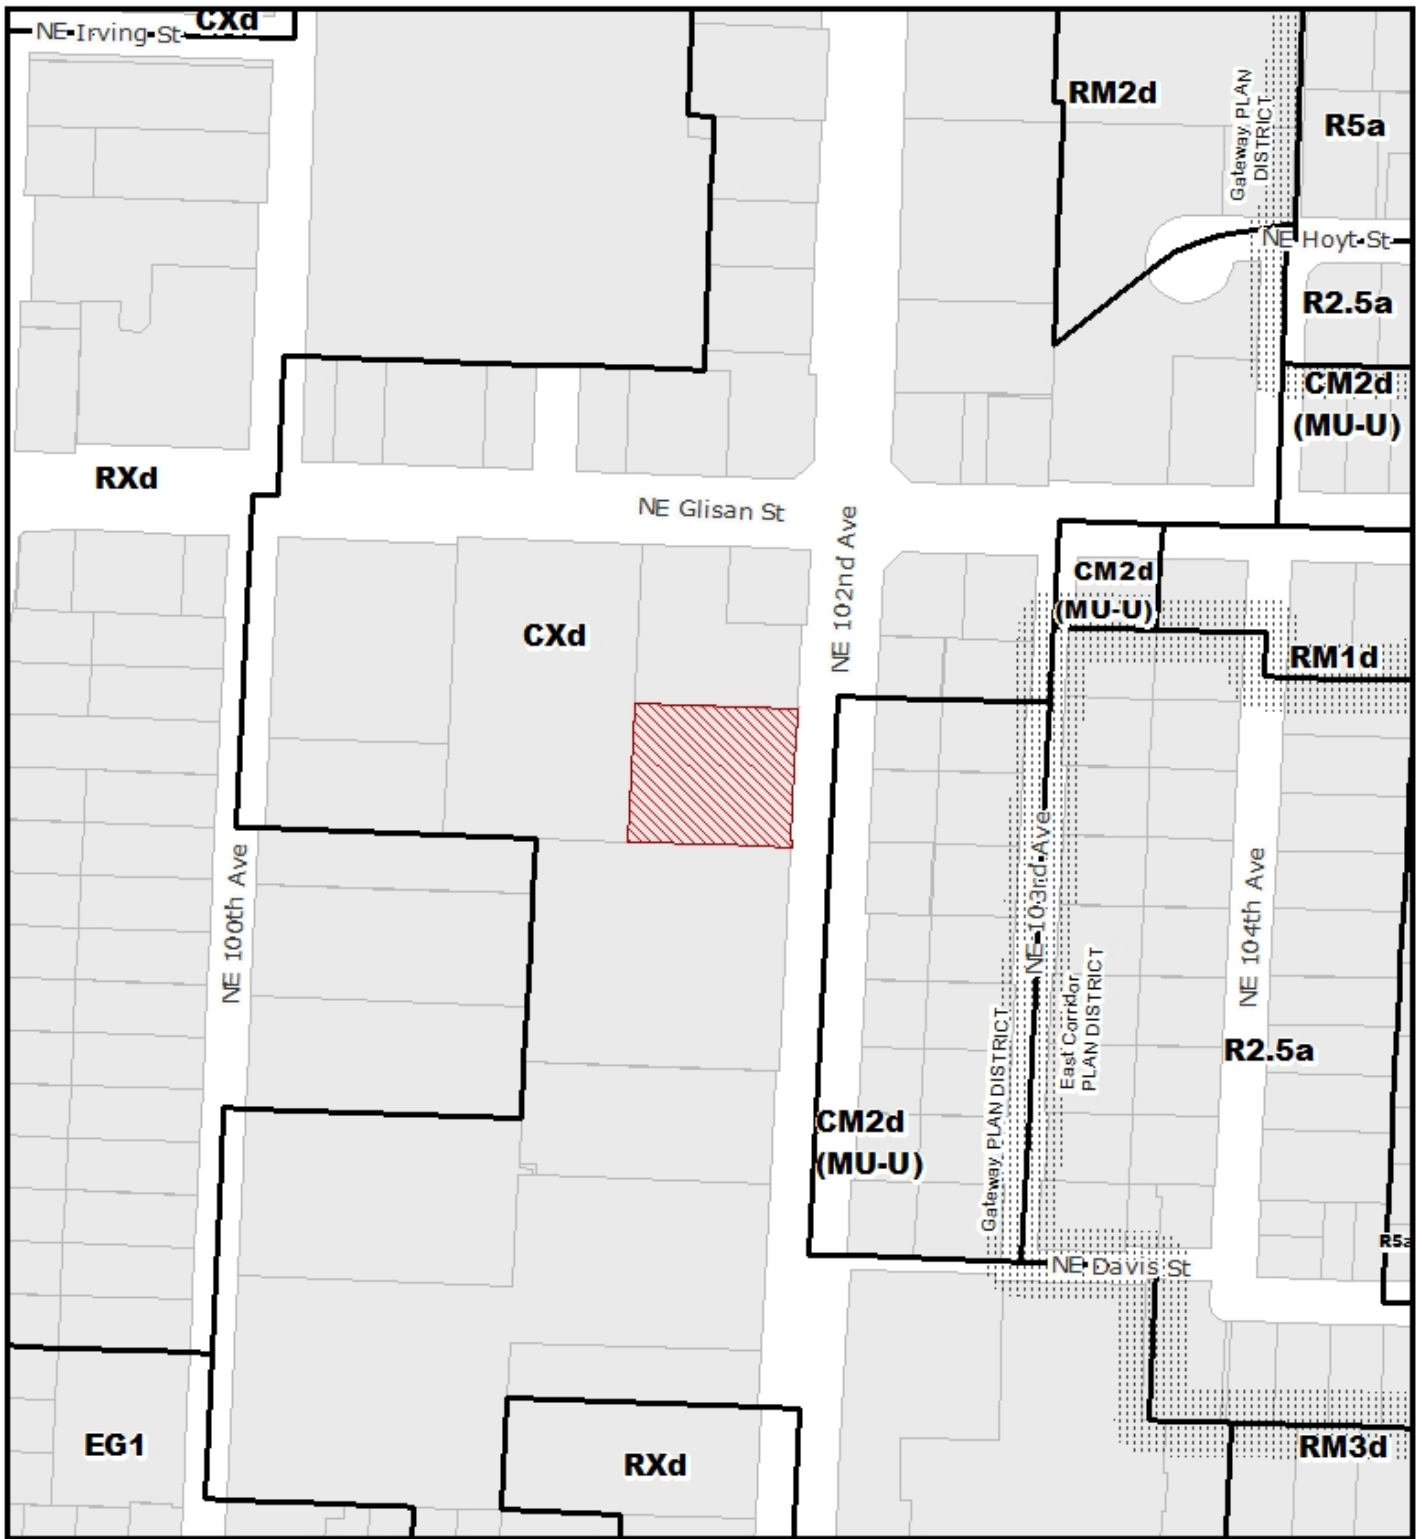 CXd
NE Irving St
RM2d
Gateway PLAN
DISTRICT
R5a
NE Hoyt St
R2.5a
CM2d
(MU-U)
RXd
NE Glisan St
NE 102nd Ave
CM2d
(MU-U)
CXd
RM1d
NE 100th Ave
NE 103rd Ave
NE 104th Ave
East Corridor
PLAN DISTRICT
Gateway PLAN DISTRICT
R2.5a
CM2d
(MU-U)
R5a
NE Davis St
EG1
RXd
RM3d